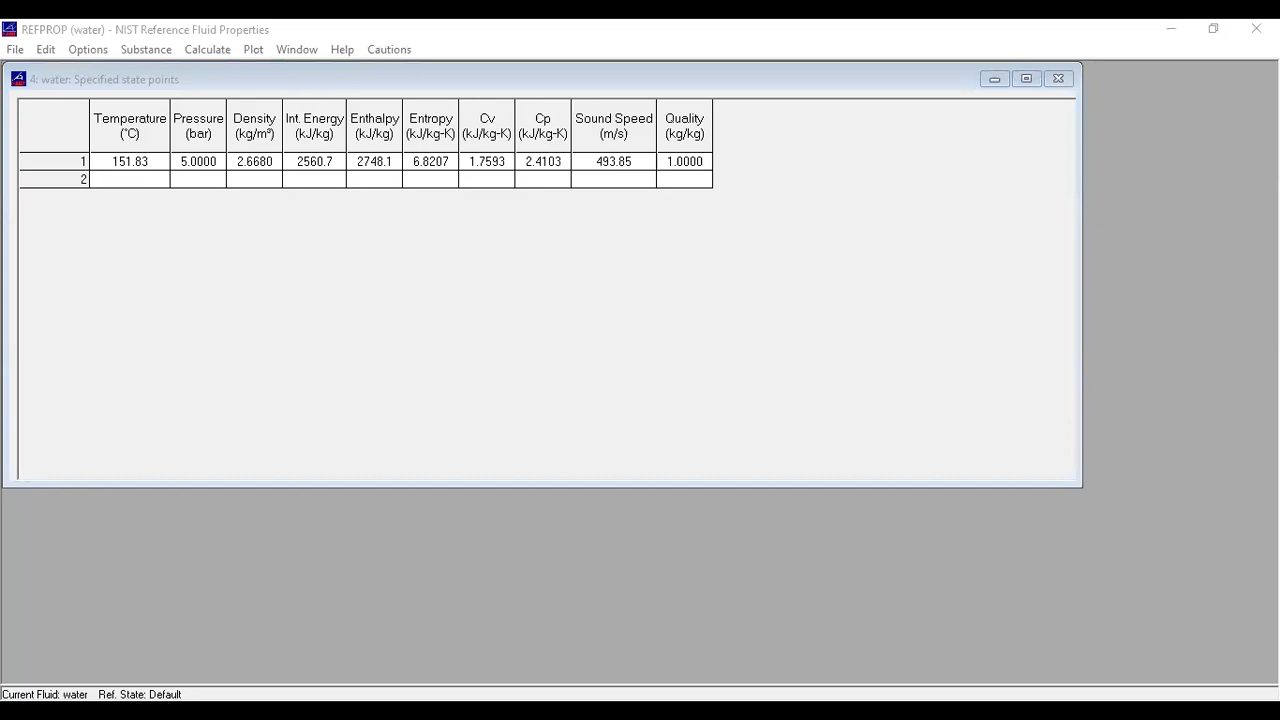 REFPROP (water) - NIST Reference Fluid Properties
File Edit Options Substance Calculate Plot Window Help Cautions
4: water: Specified state points
Temperature Pressure Density Int. Energy Enthalpy Entropy Cv Cp Sound Speed Quality
(°C) (bar) (kg/m³) (kJ/kg) (kJ/kg) (kJ/kg-K) (kJ/kg-K) (kJ/kg-K) (m/s) (kg/kg)
1 151.83 5.0000 2.6680 2560.7 2748.1 6.8207 1.7593 2.4103 493.85 1.0000
2
Current Fluid: water Ref. State: Default